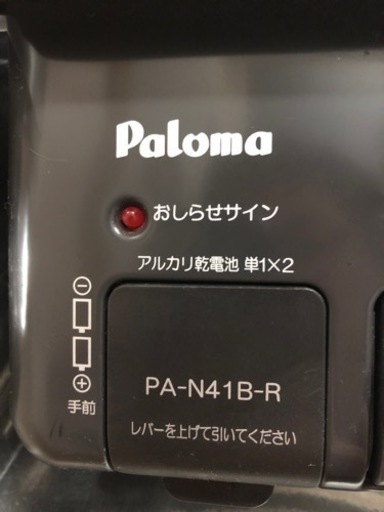 Paloma
おしらせサイン
アルカリ乾電池 単1×2
⊖
⊕
手前
PA-N41B-R
レバーを上げて引いてください